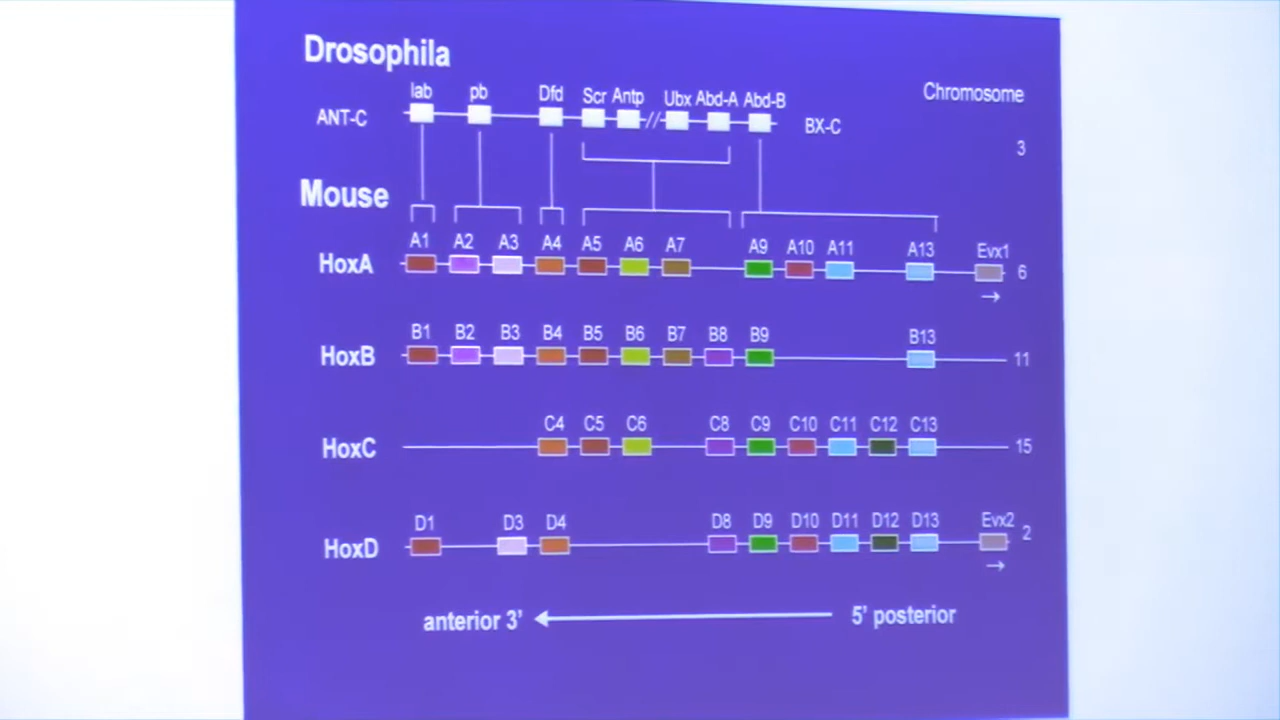 Drosophila
Chromosome
lab pb Dfd Scr Antp Ubx Abd-A Abd-B
ANT-C // BX-C
3
Mouse
A1 A2 A3 A4 A5 A6 A7 A9 A10 A11 A13 Evx1
HoxA 6
→
B1 B2 B3 B4 B5 B6 B7 B8 B9 B13
HoxB 11
C4 C5 C6 C8 C9 C10 C11 C12 C13
HoxC 15
D1 D3 D4 D8 D9 D10 D11 D12 D13 Evx2
HoxD 2
→
anterior 3’ 5’ posterior